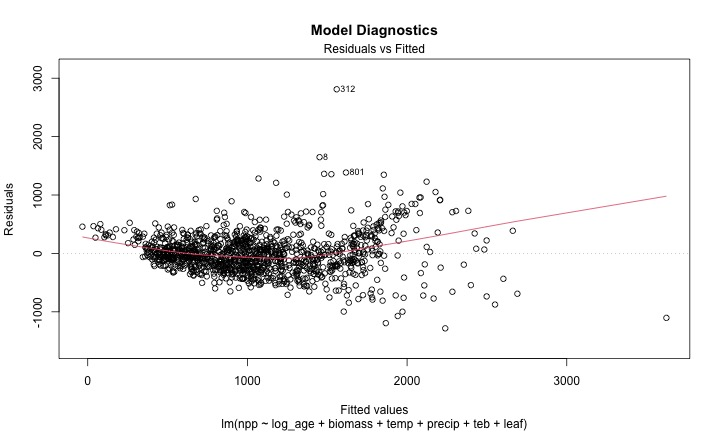 Model Diagnostics
Residuals vs Fitted
3000
2000
1000
0
-1000
Residuals
312
8
801
0 1000 2000 3000
Fitted values
lm(npp ~ log_age + biomass + temp + precip + teb + leaf)